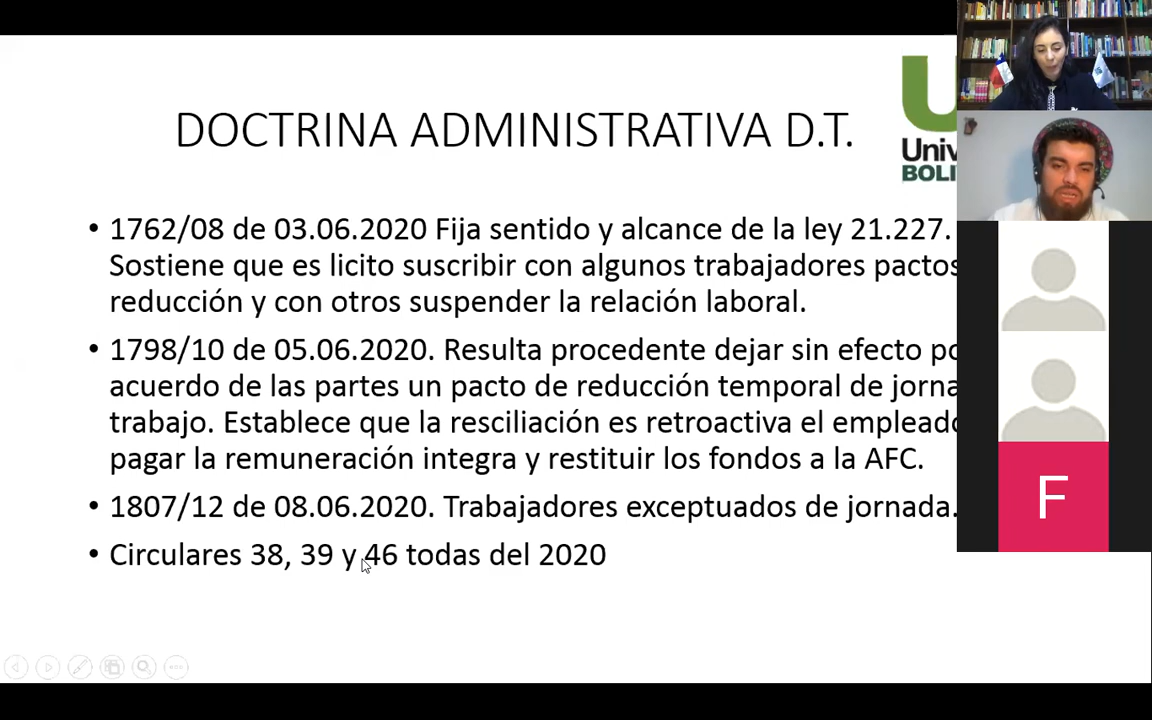 DOCTRINA ADMINISTRATIVA D.T.
Univ
BOLI
• 1762/08 de 03.06.2020 Fija sentido y alcance de la ley 21.227.
Sostiene que es licito suscribir con algunos trabajadores pactos
reducción y con otros suspender la relación laboral.
• 1798/10 de 05.06.2020. Resulta procedente dejar sin efecto po
acuerdo de las partes un pacto de reducción temporal de jorna
trabajo. Establece que la resciliación es retroactiva el empleado
pagar la remuneración integra y restituir los fondos a la AFC.
• 1807/12 de 08.06.2020. Trabajadores exceptuados de jornada.
• Circulares 38, 39 y 46 todas del 2020
F